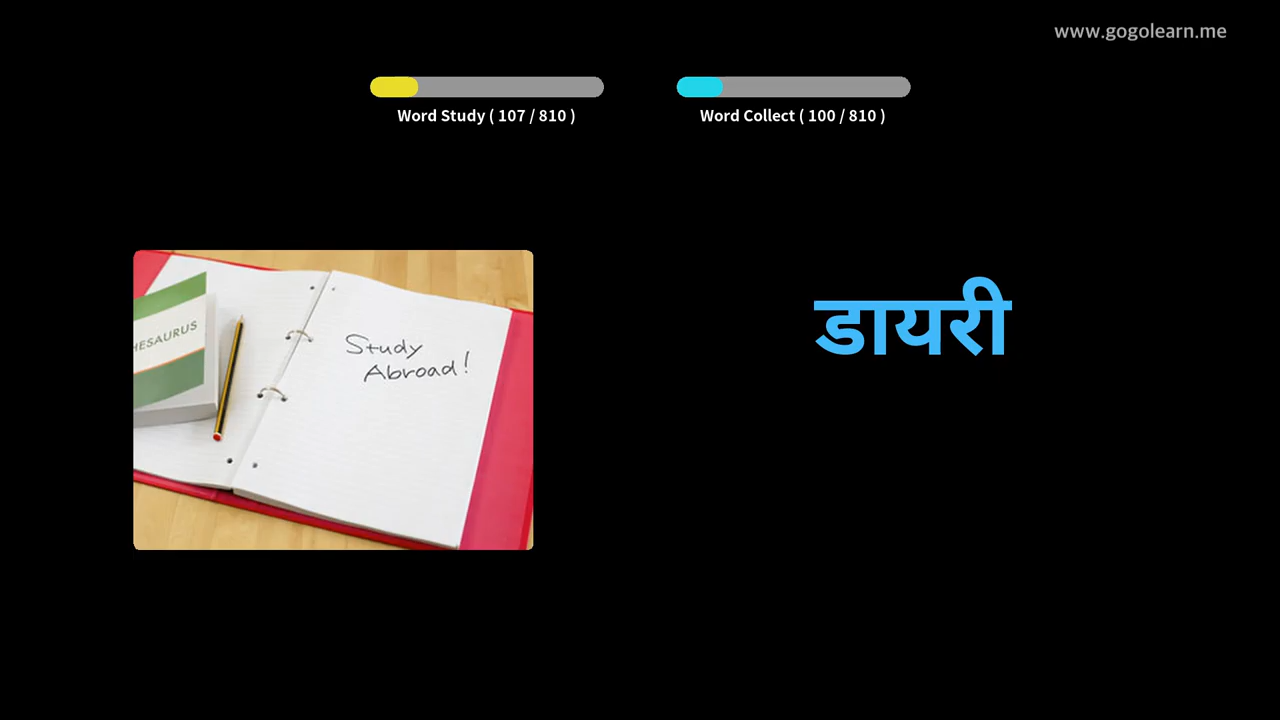 www.gogolearn.me
Word Study ( 107 / 810 )
Word Collect ( 100 / 810 )
HESAURUS
Study
Abroad!
डायरी